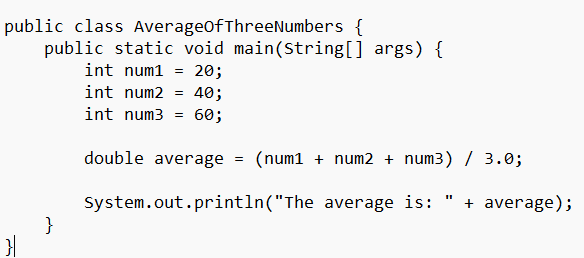 public class AverageOfThreeNumbers {
    public static void main(String[] args) {
        int num1 = 20;
        int num2 = 40;
        int num3 = 60;

        double average = (num1 + num2 + num3) / 3.0;

        System.out.println("The average is: " + average);
    }
}